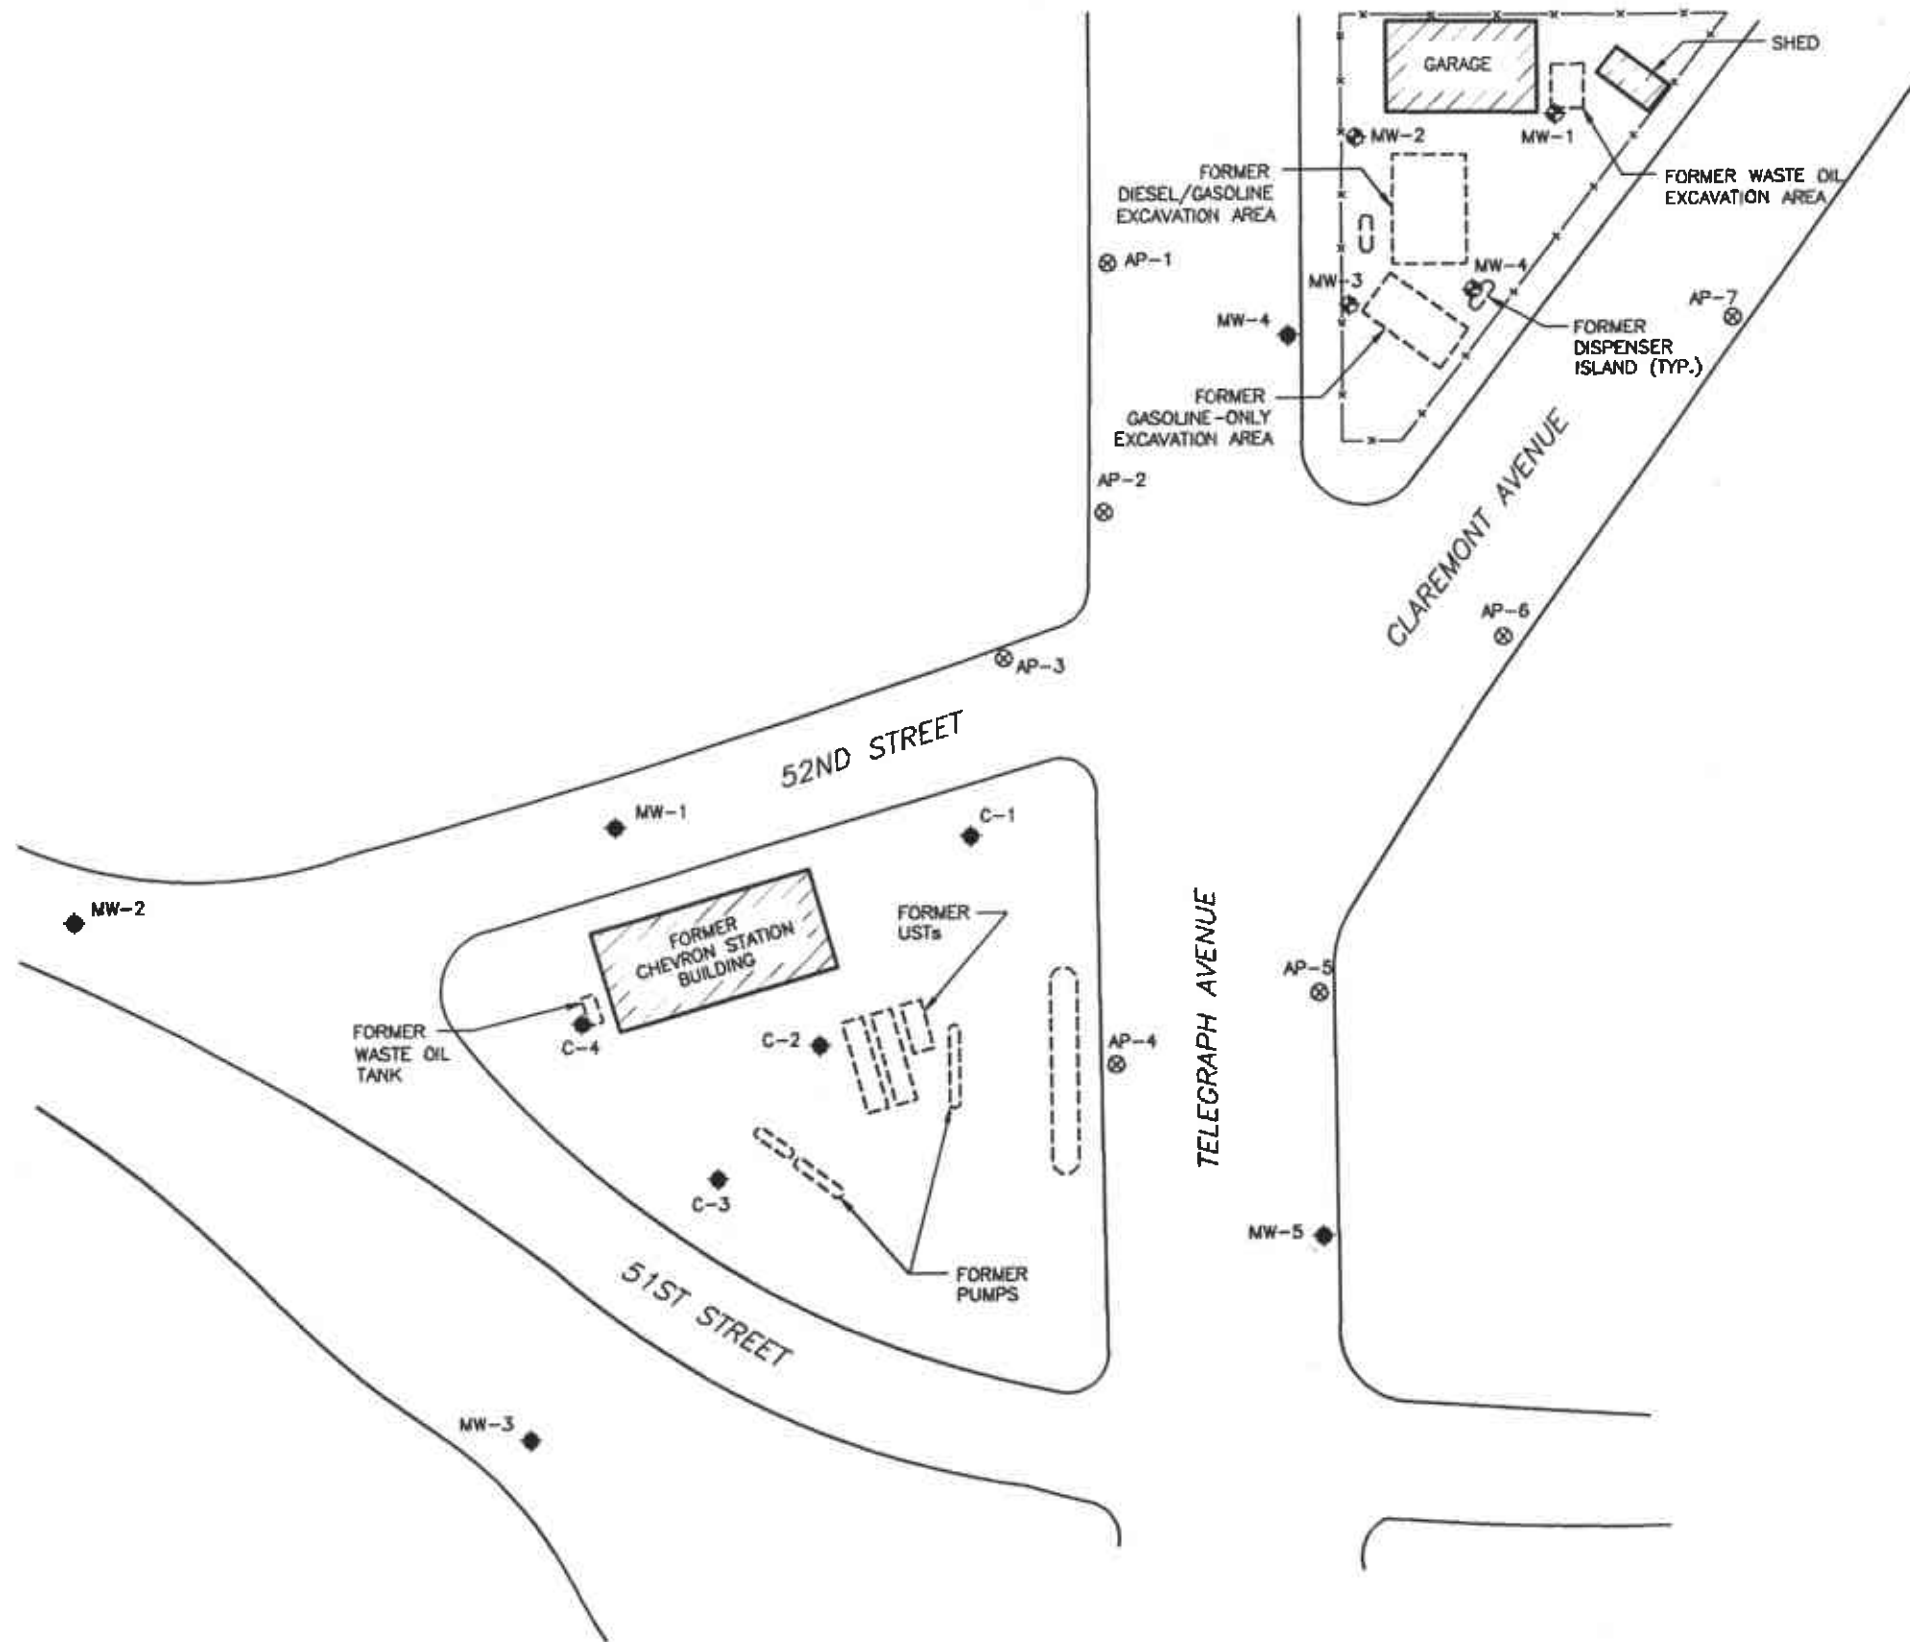 SHED
GARAGE
MW-2
MW-1
FORMER
DIESEL/GASOLINE
EXCAVATION AREA
FORMER WASTE OIL
EXCAVATION AREA
AP-1
MW-4
MW-3
AP-7
MW-4
FORMER
DISPENSER
ISLAND (TYP.)
FORMER
GASOLINE-ONLY
EXCAVATION AREA
AP-2
CLAREMONT AVENUE
AP-6
AP-3
52ND STREET
MW-1
C-1
MW-2
FORMER
USTs
FORMER
CHEVRON STATION
BUILDING
TELEGRAPH AVENUE
AP-5
FORMER
WASTE OIL
TANK
C-4
C-2
AP-4
C-3
MW-5
51ST STREET
FORMER
PUMPS
MW-3